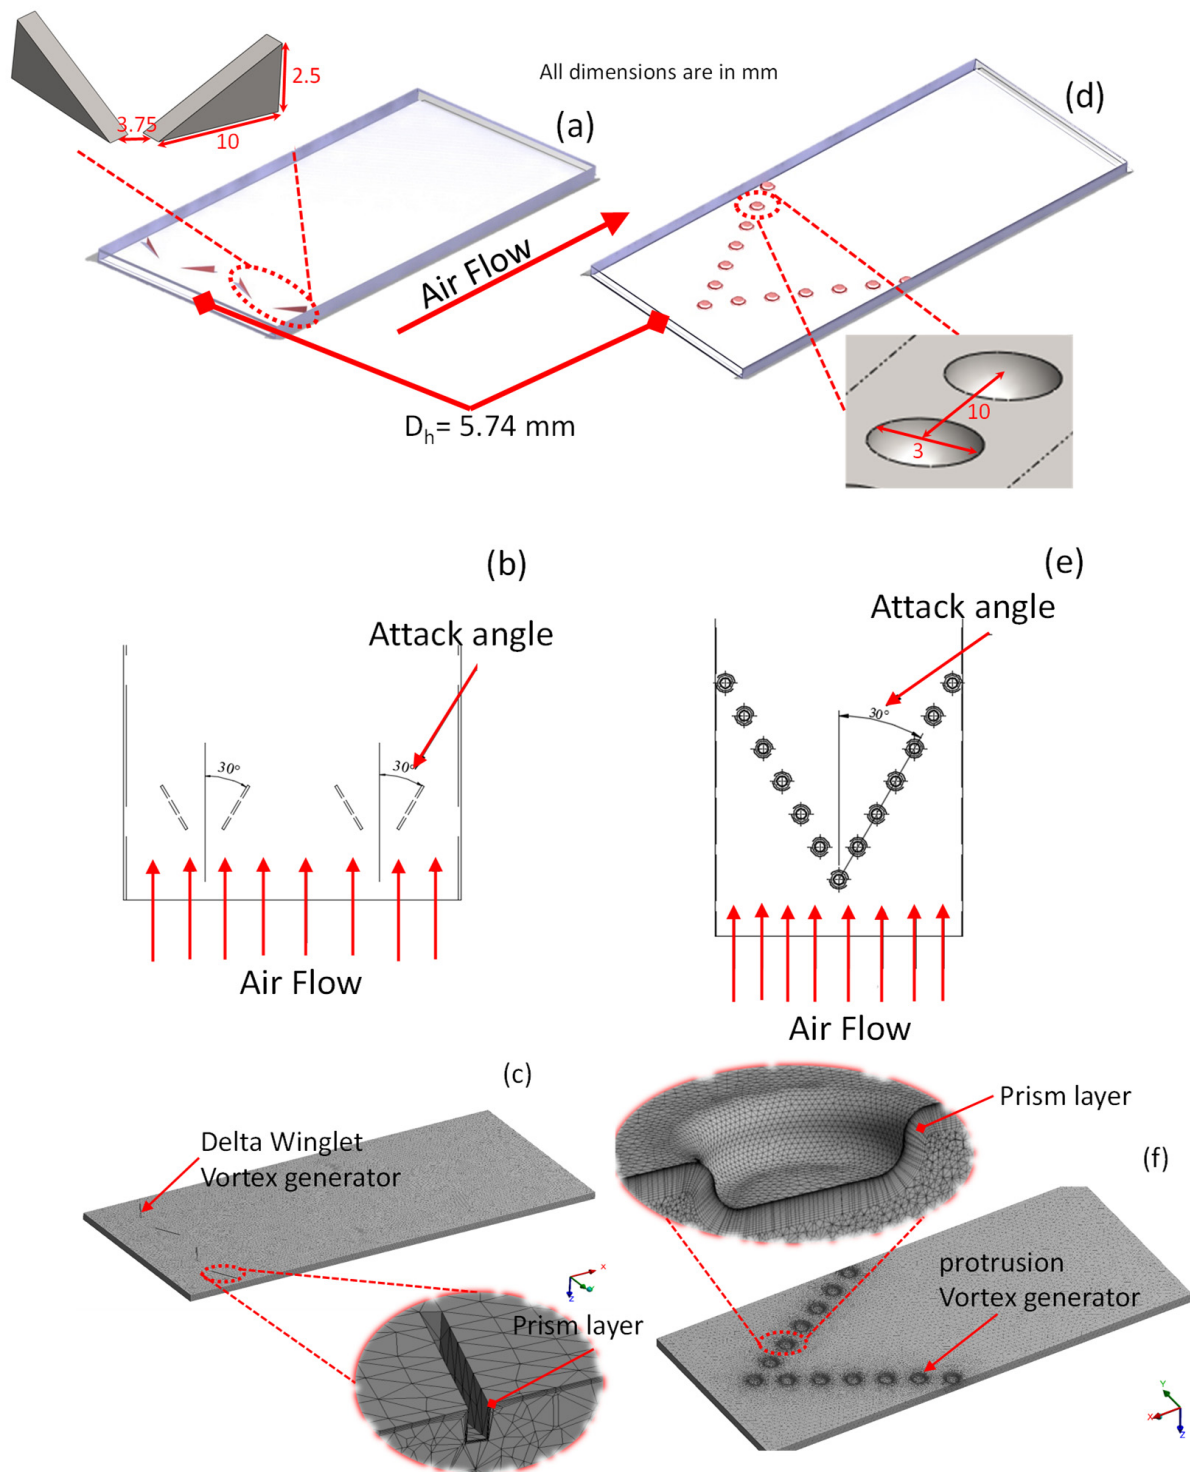 All dimensions are in mm
2.5
3.75
10
(a)
(d)
Air Flow
10
3
Dₕ= 5.74 mm
(b)
Attack angle
30°
30°
Air Flow
(e)
Attack angle
30°
Air Flow
(c)
Delta Winglet
Vortex generator
Prism layer
X
Z
Prism layer
(f)
protrusion
Vortex generator
Y
X
Z